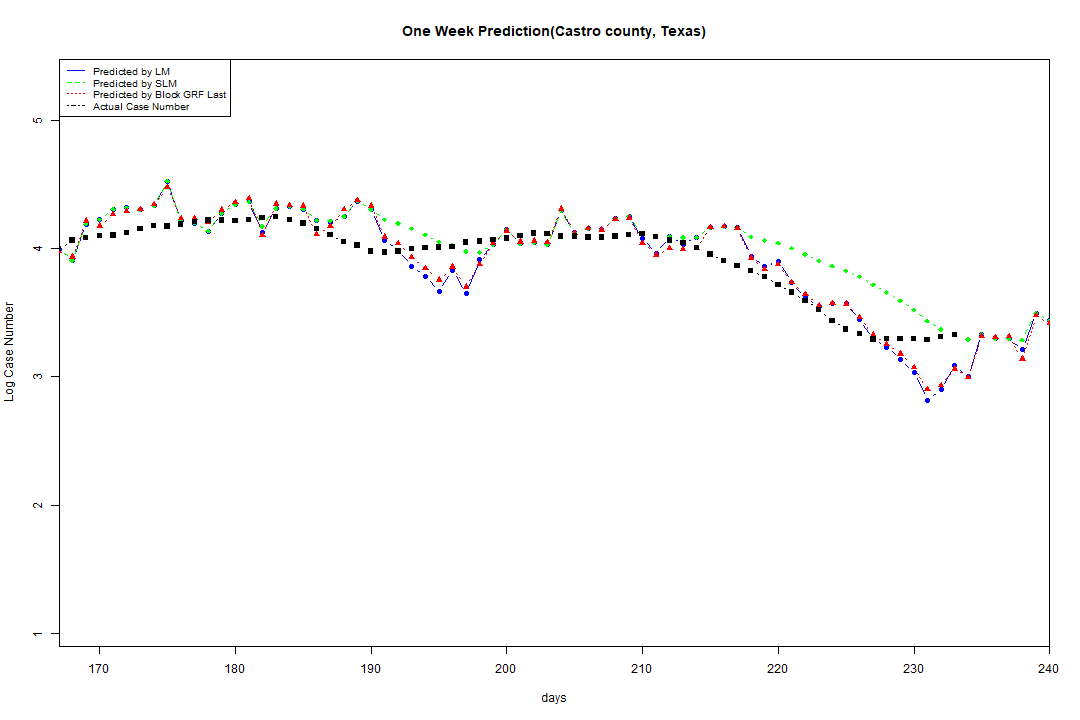 One Week Prediction(Castro county, Texas)
Predicted by LM
Predicted by SLM
Predicted by Block GRF Last
Actual Case Number
5
4
3
2
1
Log Case Number
170 180 190 200 210 220 230 240
days